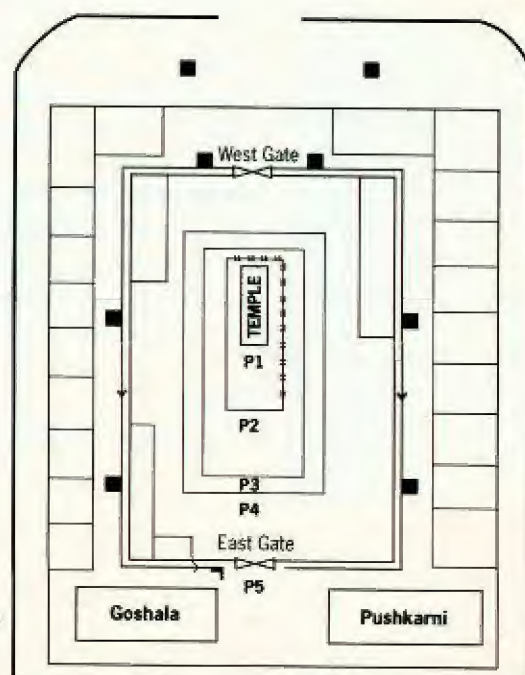 West Gate
TEMPLE
P1
P2
P3
P4
East Gate
P5
Goshala
Pushkarni